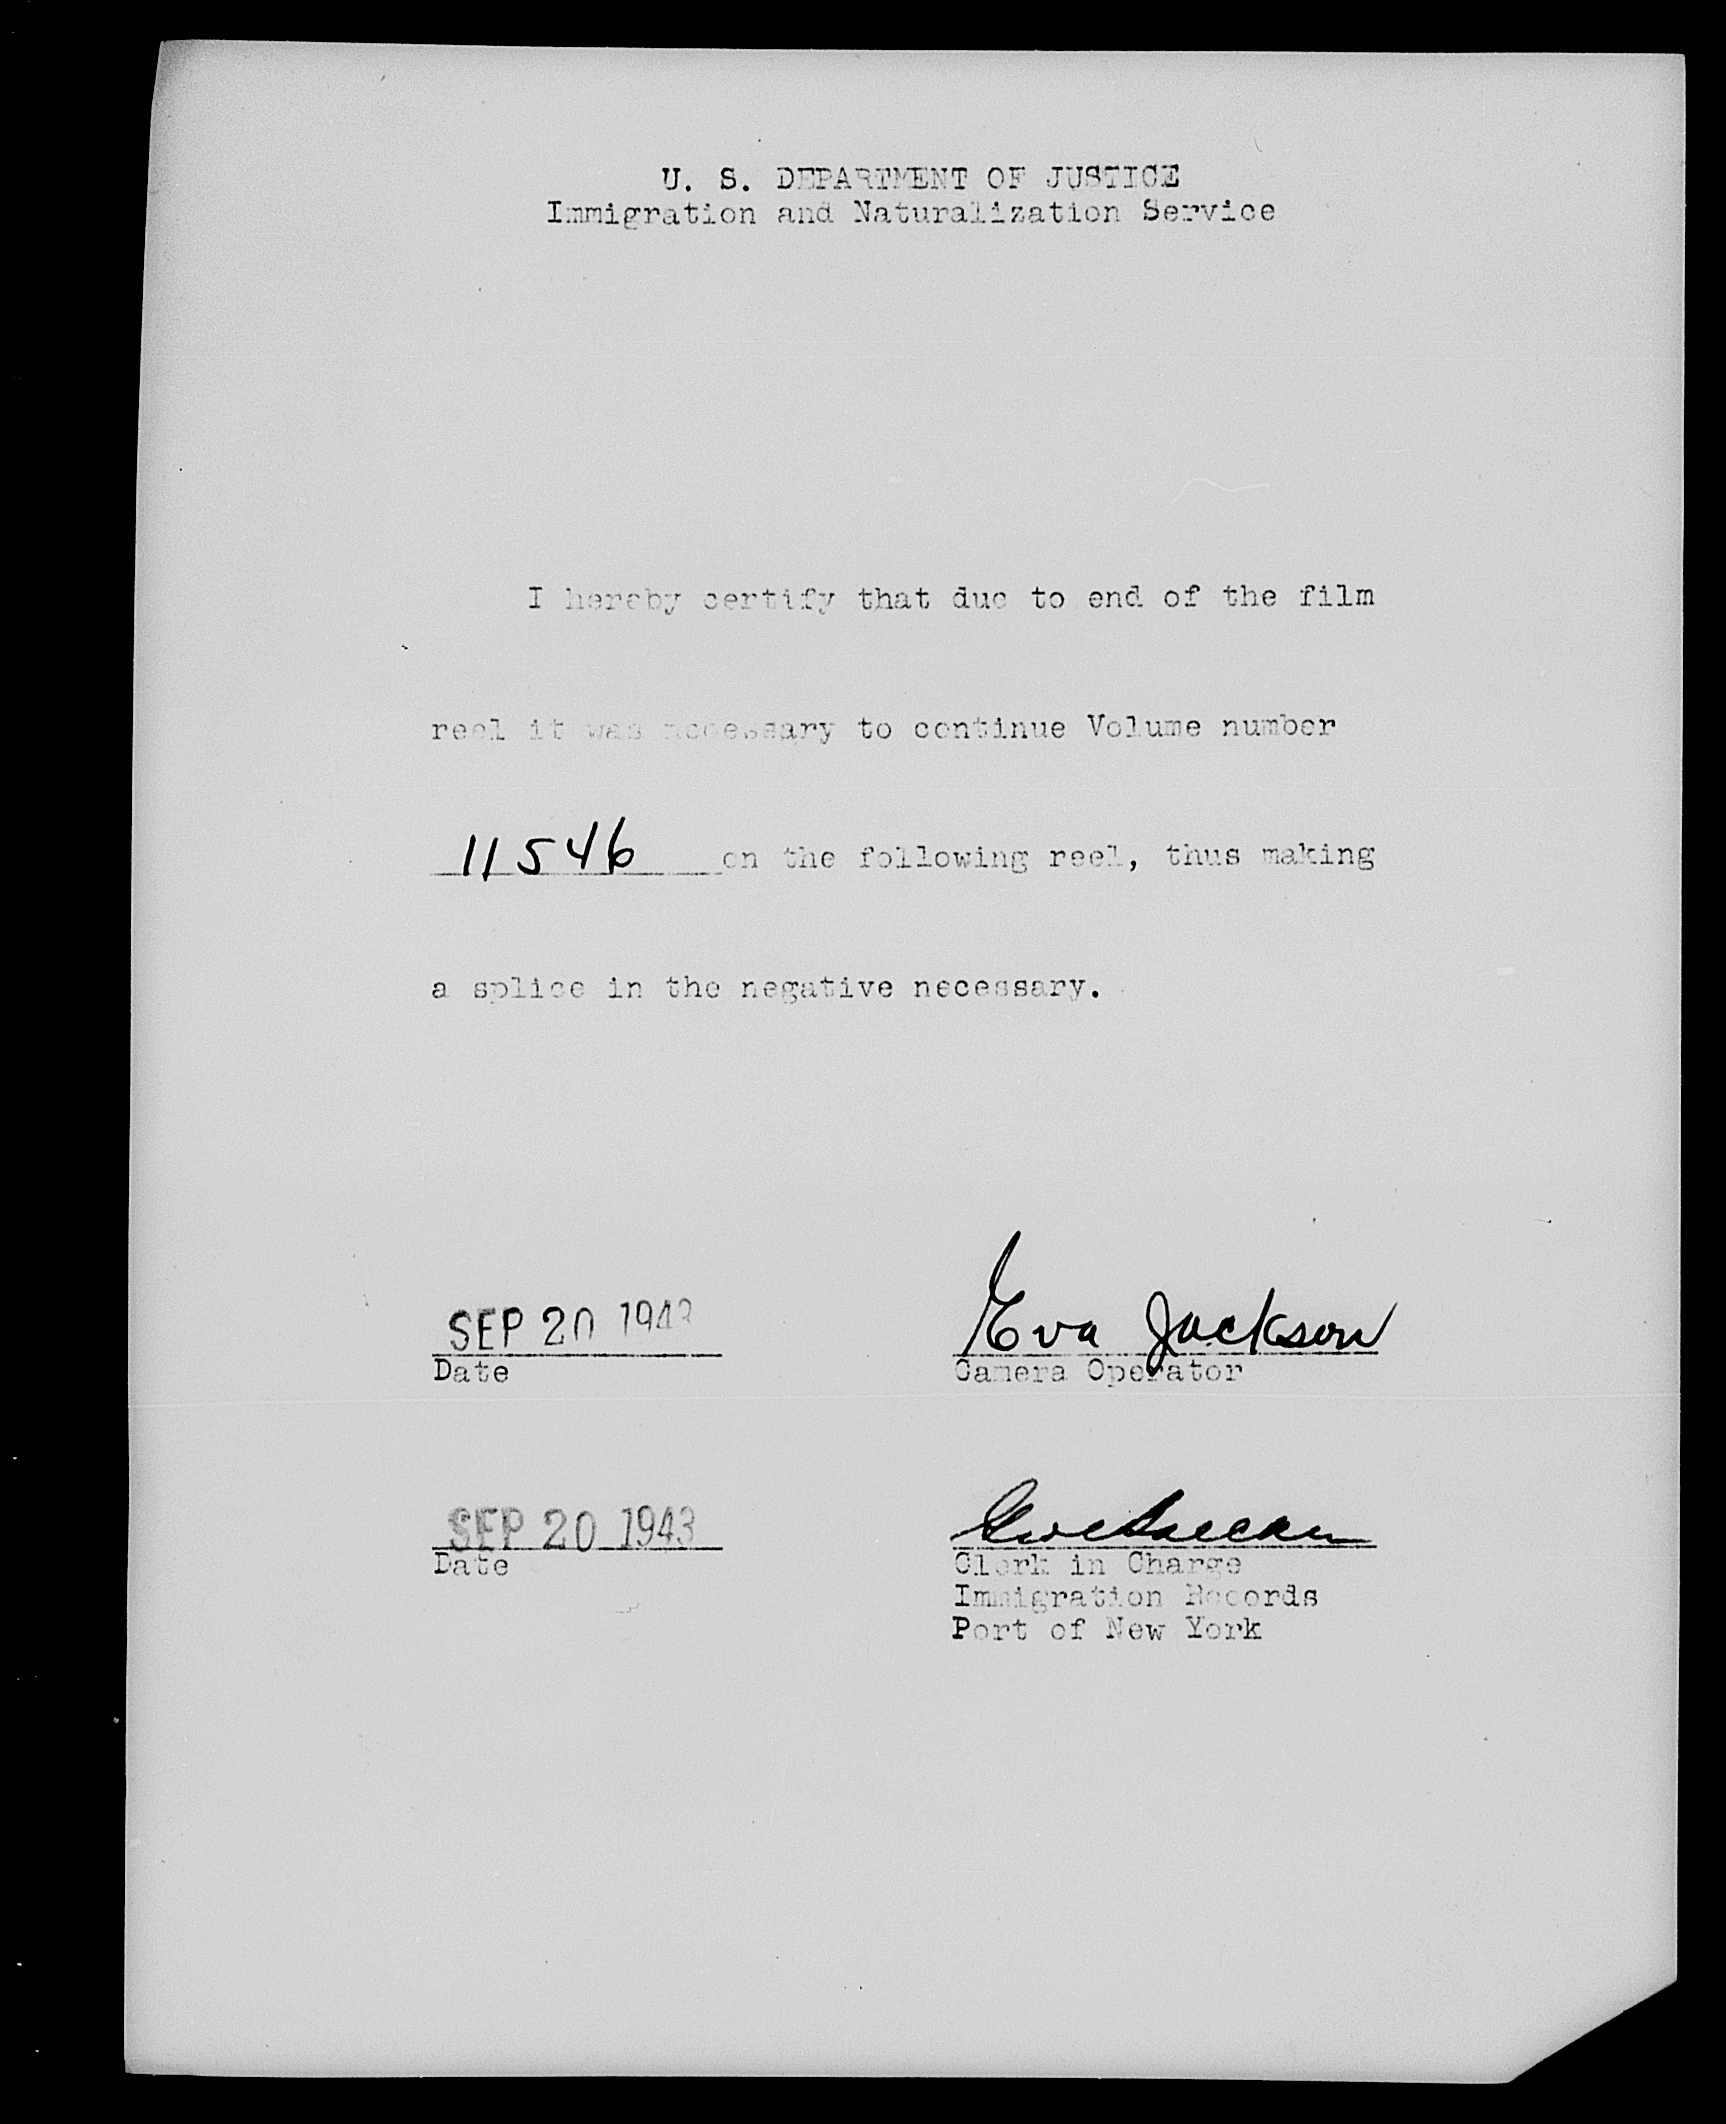 U. S. DEPARTMENT OF JUSTICE
Immigration and Naturalization Service
I hereby certify that due to end of the film
reel it was necessary to continue Volume number
11546 on the following reel, thus making
a splice in the negative necessary.
SEP 20 1943 Eva Jackson
Date Camera Operator
SEP 20 1943
Date Clerk in Charge
Immigration Records
Port of New York